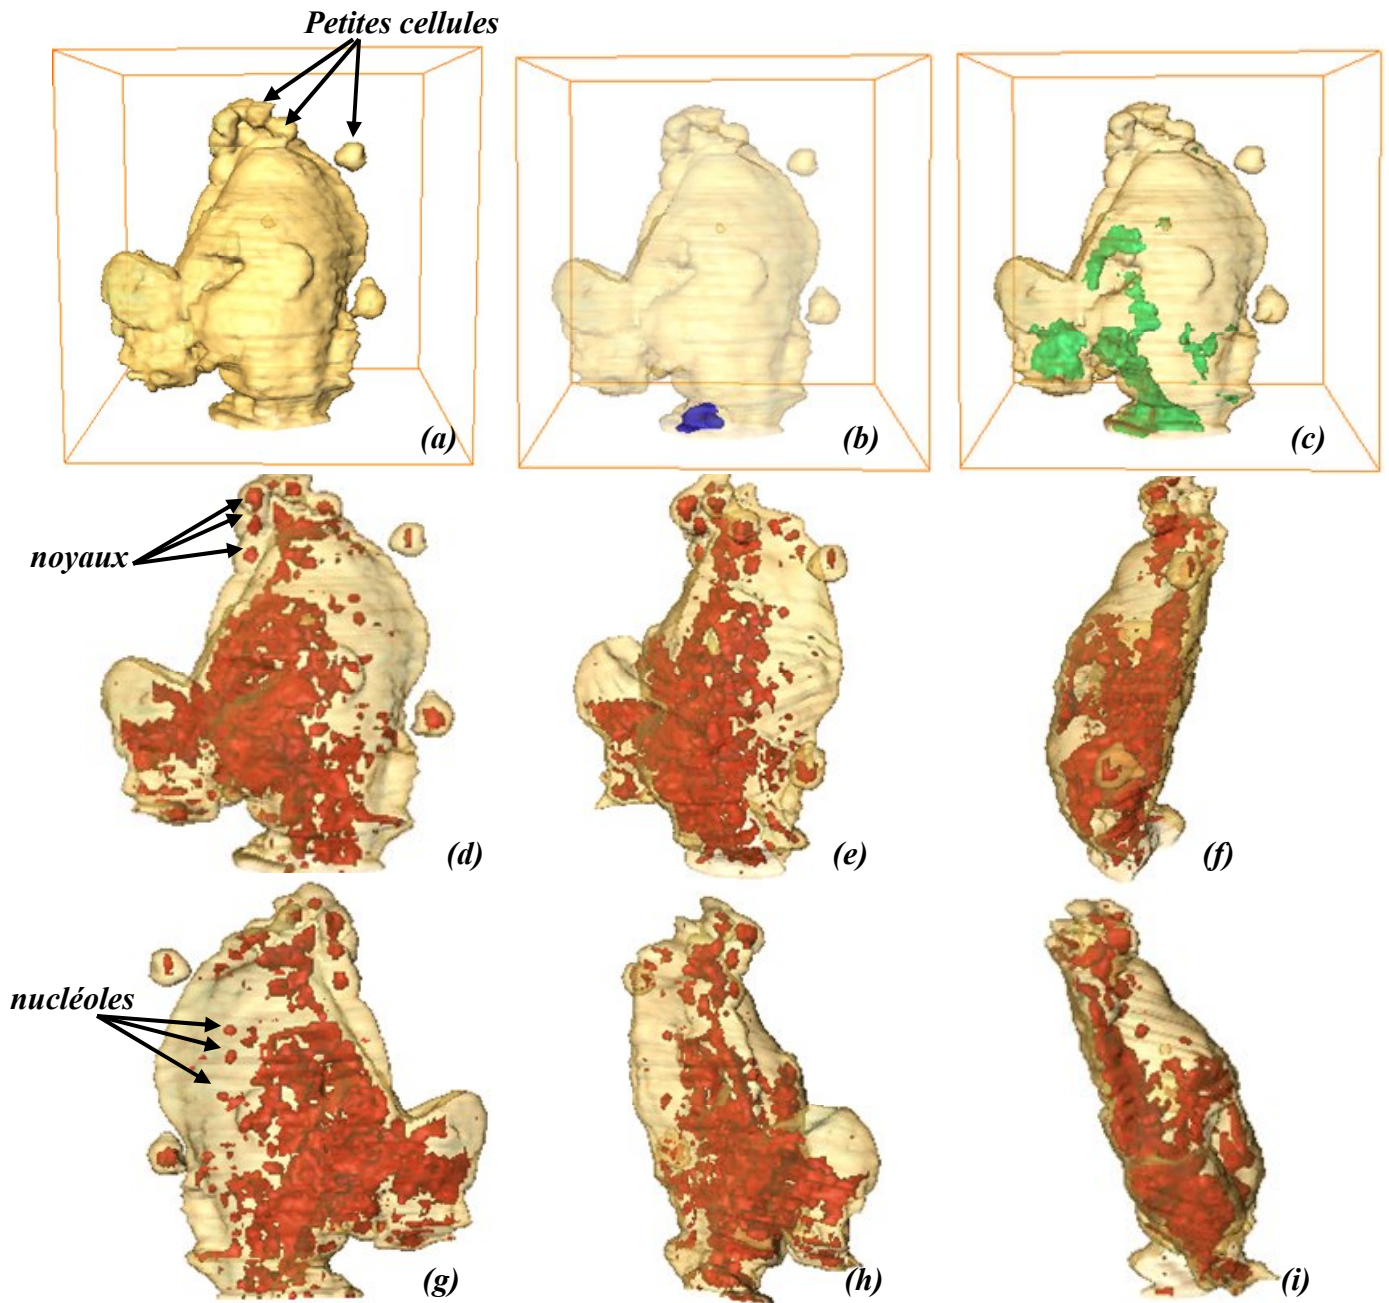 Petites cellules
(a)
(b)
(c)
noyaux
(d)
(e)
(f)
nucléoles
(g)
(h)
(i)